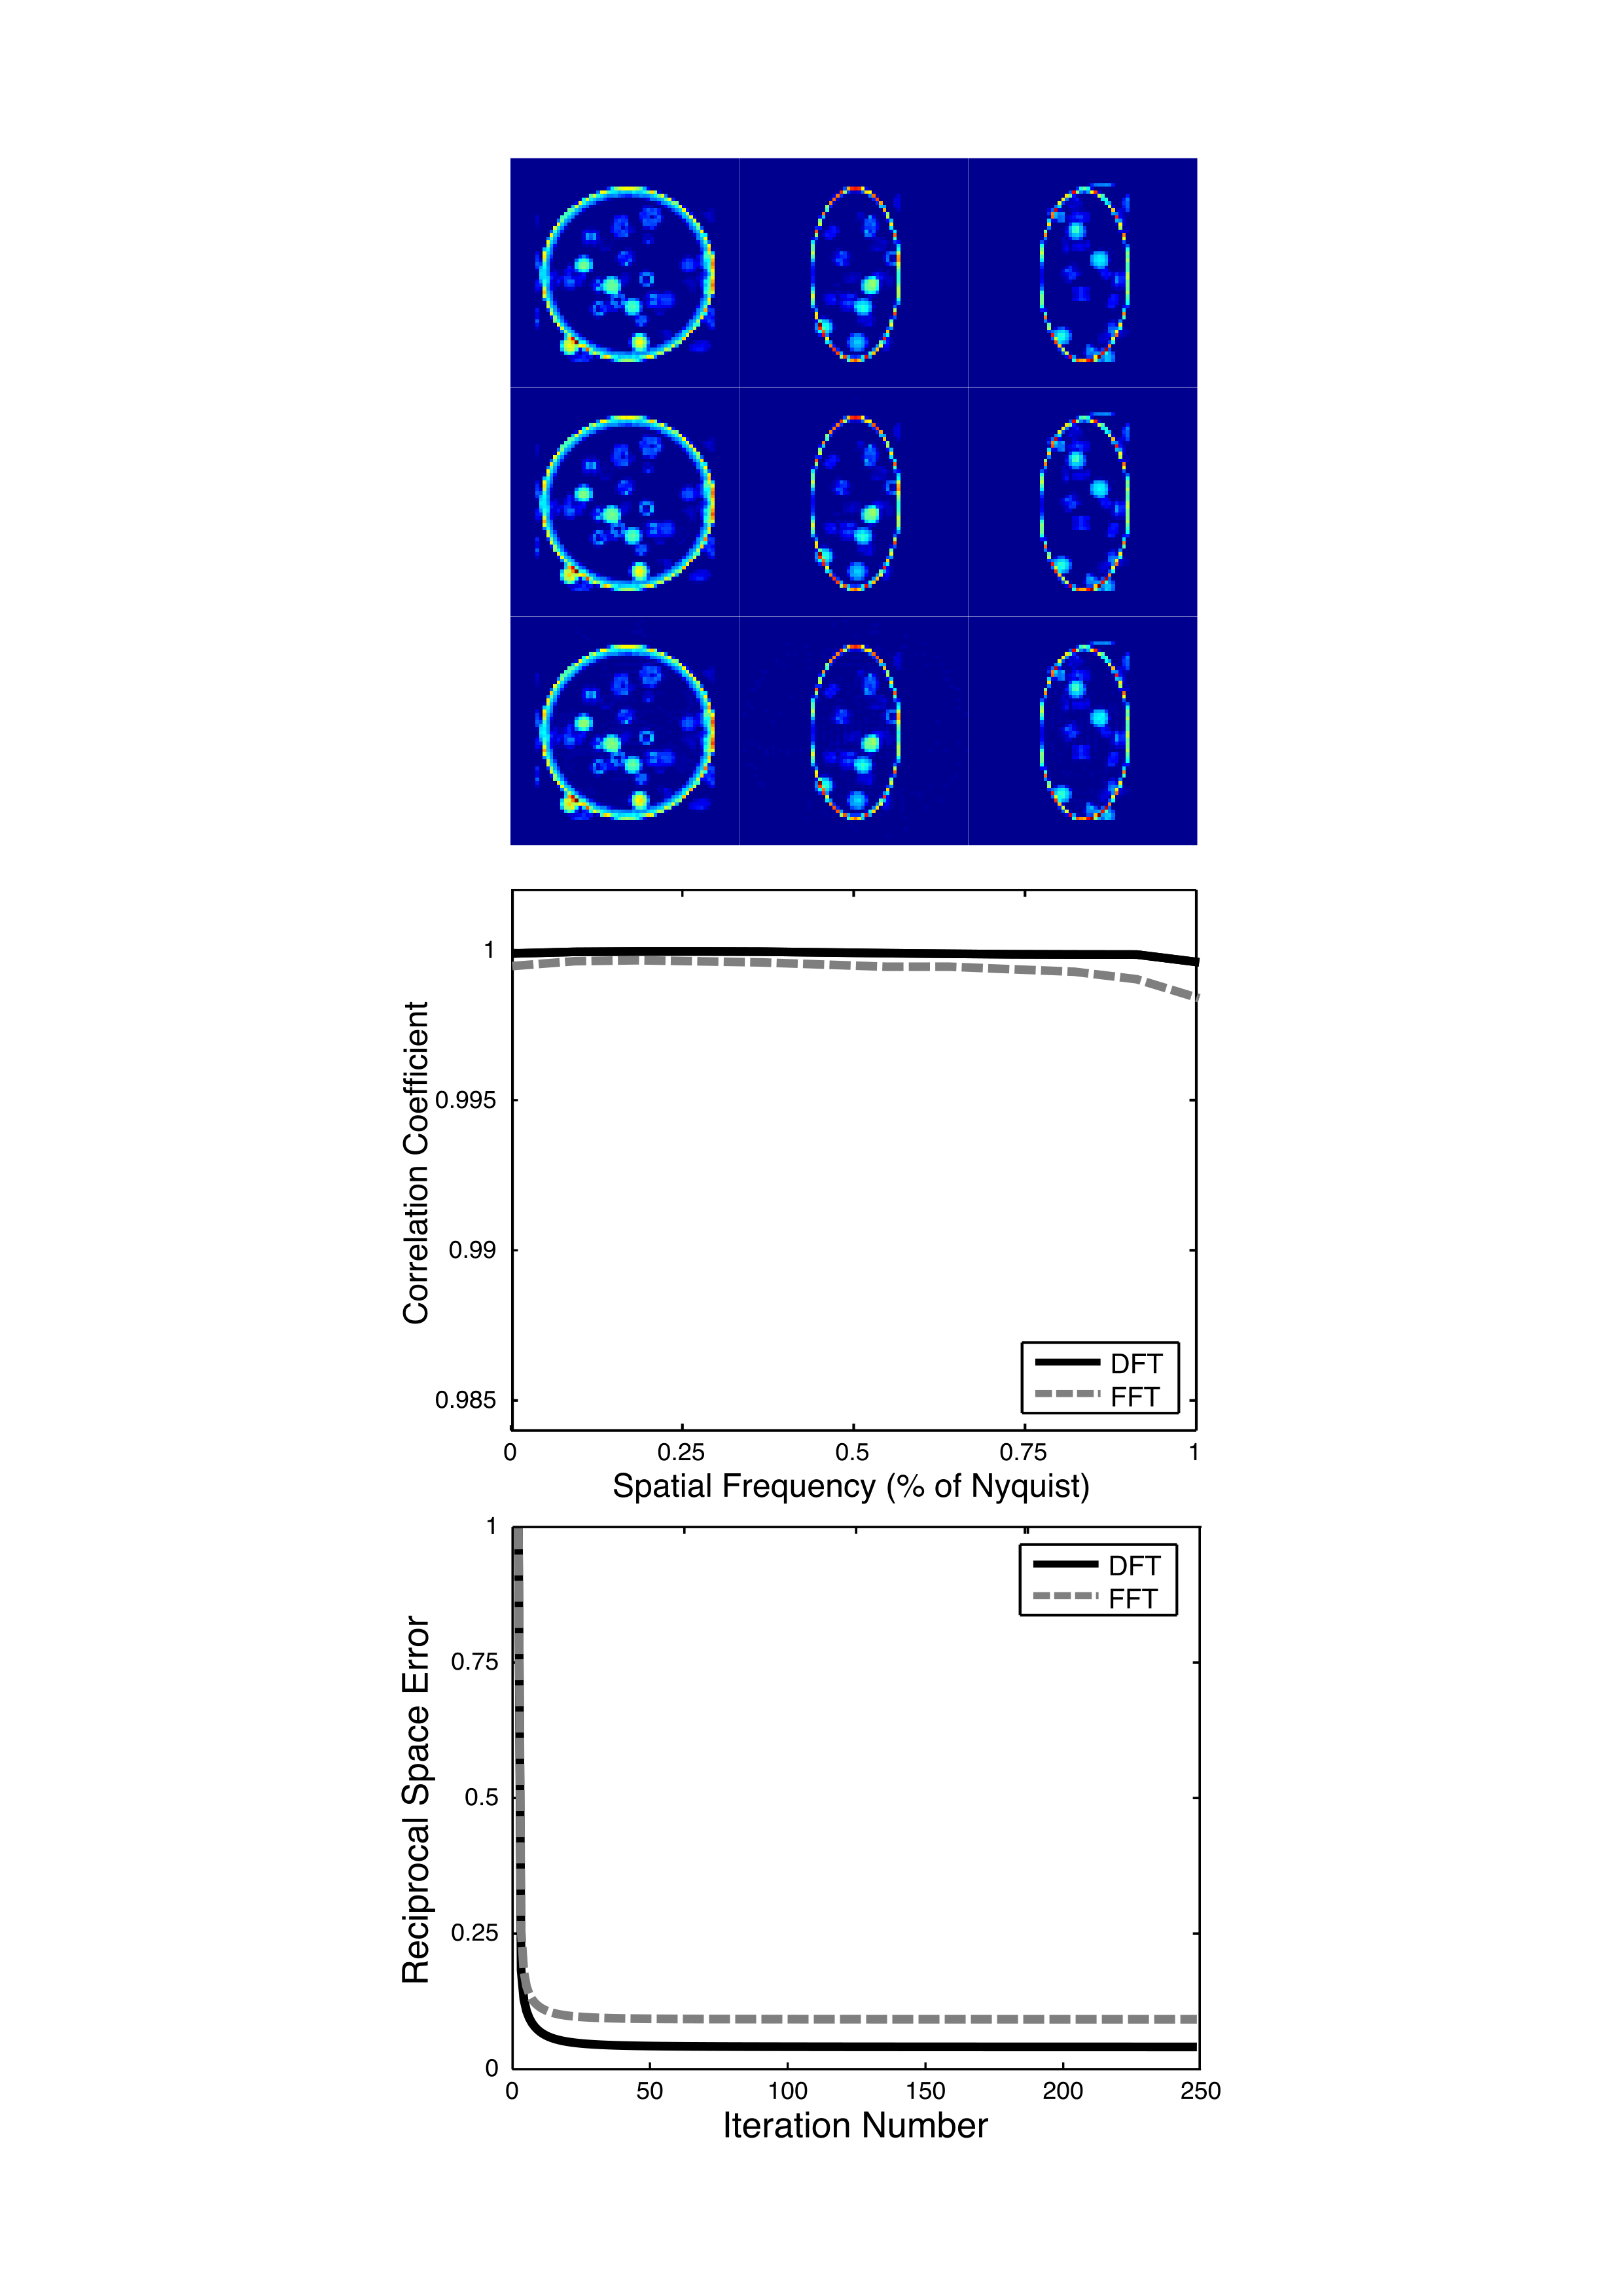 1
0.995
0.99
0.985
Correlation Coefficient
DFT
FFT
0 0.25 0.5 0.75 1
Spatial Frequency (% of Nyquist)
1
0.75
0.5
0.25
0
Reciprocal Space Error
DFT
FFT
0 50 100 150 200 250
Iteration Number